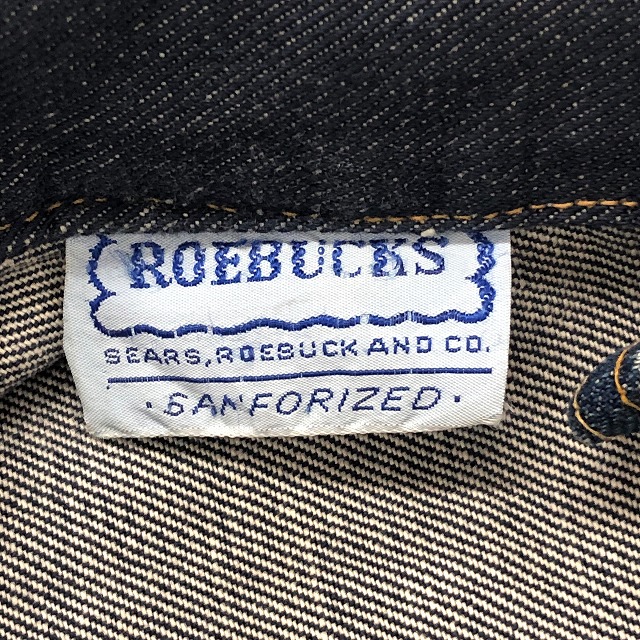 ROEBUCKS
SEARS, ROEBUCK AND CO.
· SANFORIZED ·